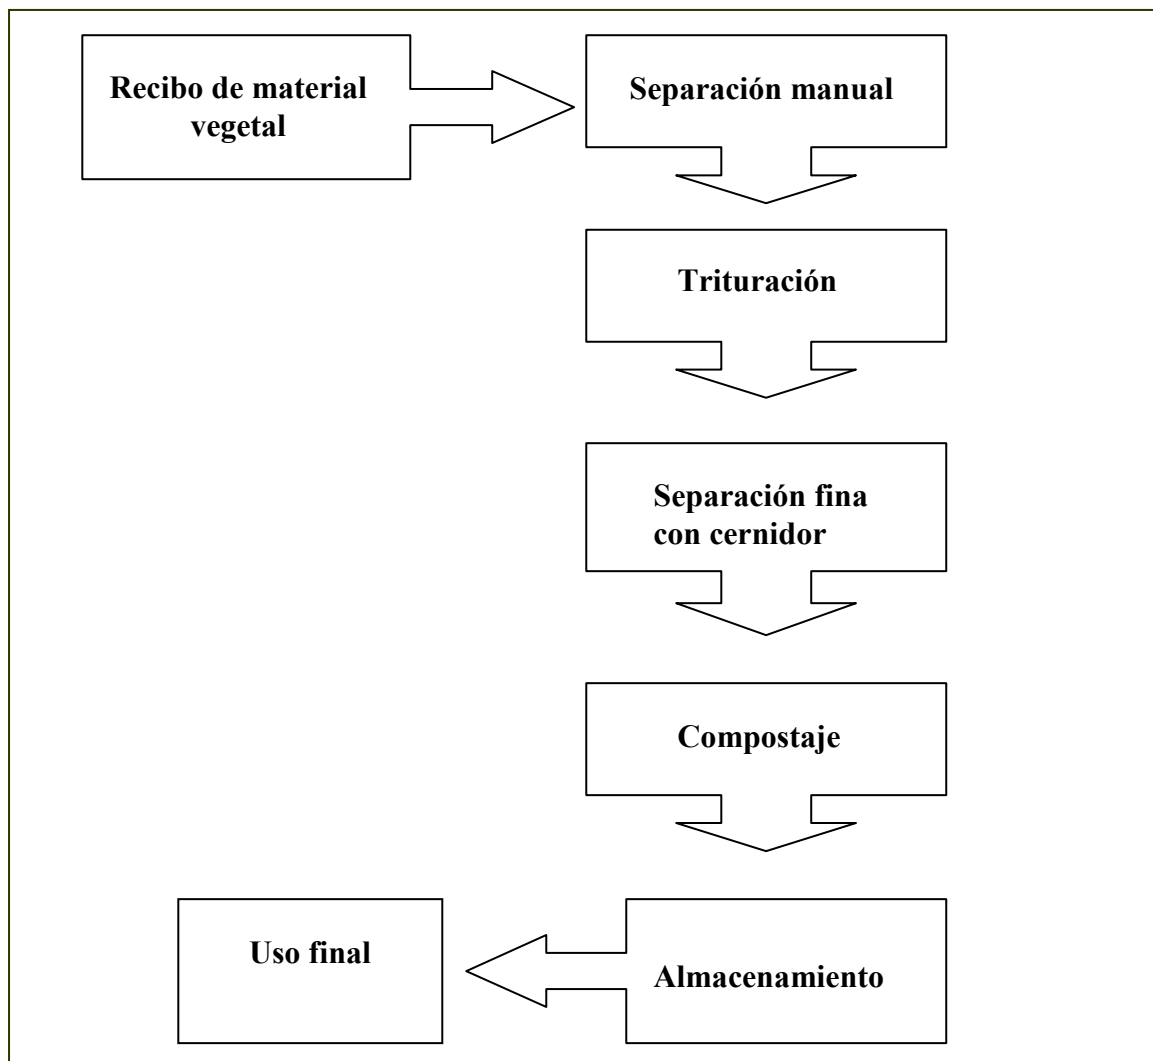 Recibo de material
vegetal
Separación manual
Trituración
Separación fina
con cernidor
Compostaje
Almacenamiento
Uso final